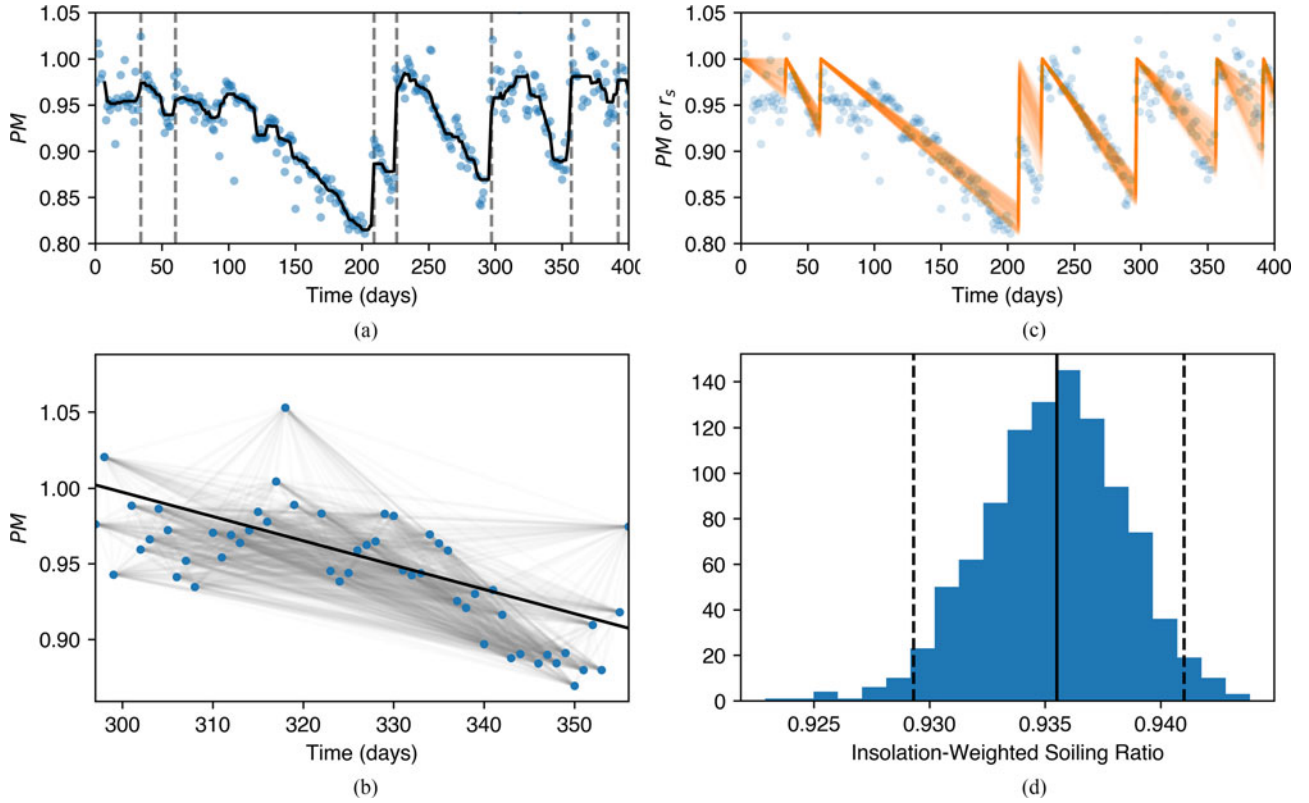 1.05
1.00
0.95
0.90
0.85
0.80
PM
0 50 100 150 200 250 300 350 400
Time (days)
(a)
1.05
1.00
0.95
0.90
0.85
0.80
PM or rs
0 50 100 150 200 250 300 350 400
Time (days)
(c)
1.05
1.00
0.95
0.90
PM
300 310 320 330 340 350
Time (days)
(b)
140
120
100
80
60
40
20
0
0.925 0.930 0.935 0.940
Insolation-Weighted Soiling Ratio
(d)